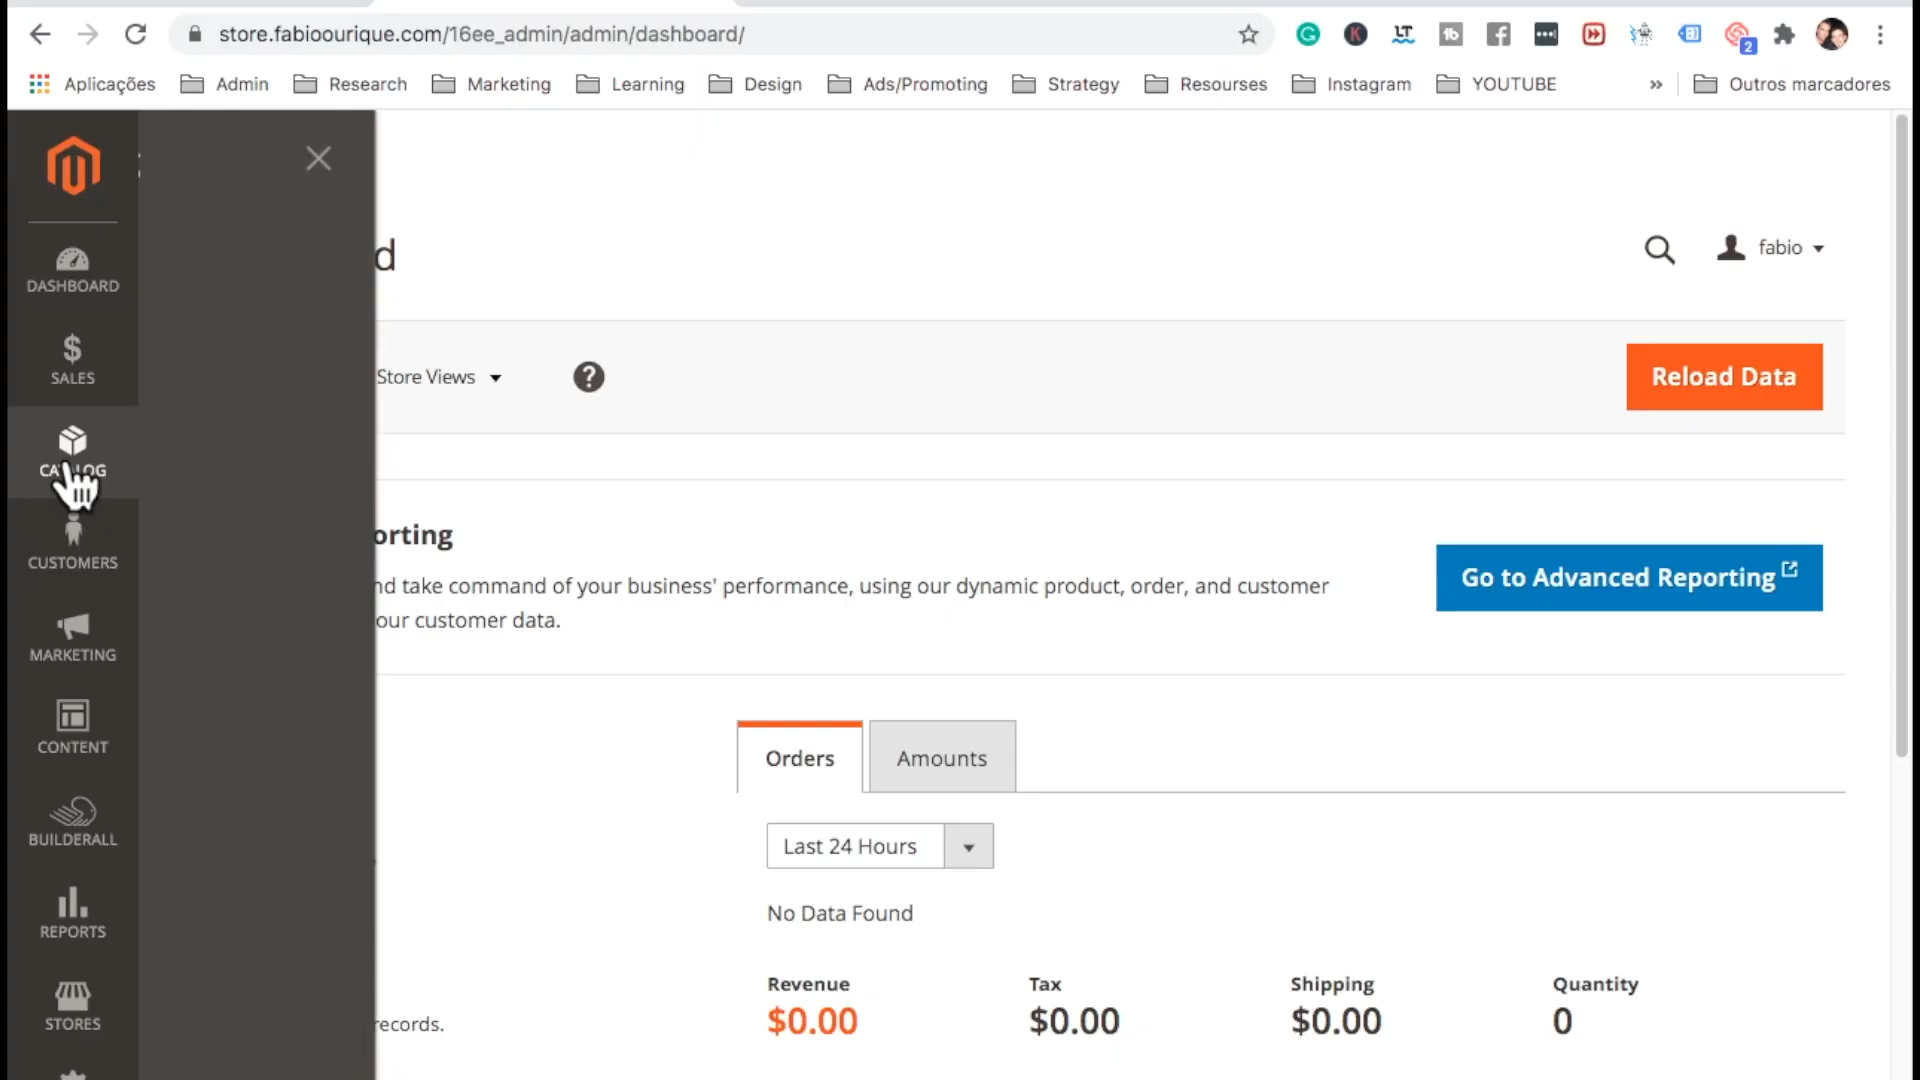 store.fabioourique.com/16ee_admin/admin/dashboard/
2
Aplicações
Admin
Research
Marketing
Learning
Design
Ads/Promoting
Strategy
Resourses
Instagram
YOUTUBE
»
Outros marcadores
DASHBOARD
SALES
CUSTOMERS
MARKETING
CONTENT
BUILDERALL
REPORTS
STORES
d
fabio
Store Views
?
Reload Data
orting
nd take command of your business' performance, using our dynamic product, order, and customer
our customer data.
Go to Advanced Reporting
Orders
Amounts
Last 24 Hours
No Data Found
Revenue
Tax
Shipping
Quantity
$0.00
$0.00
$0.00
0
records.